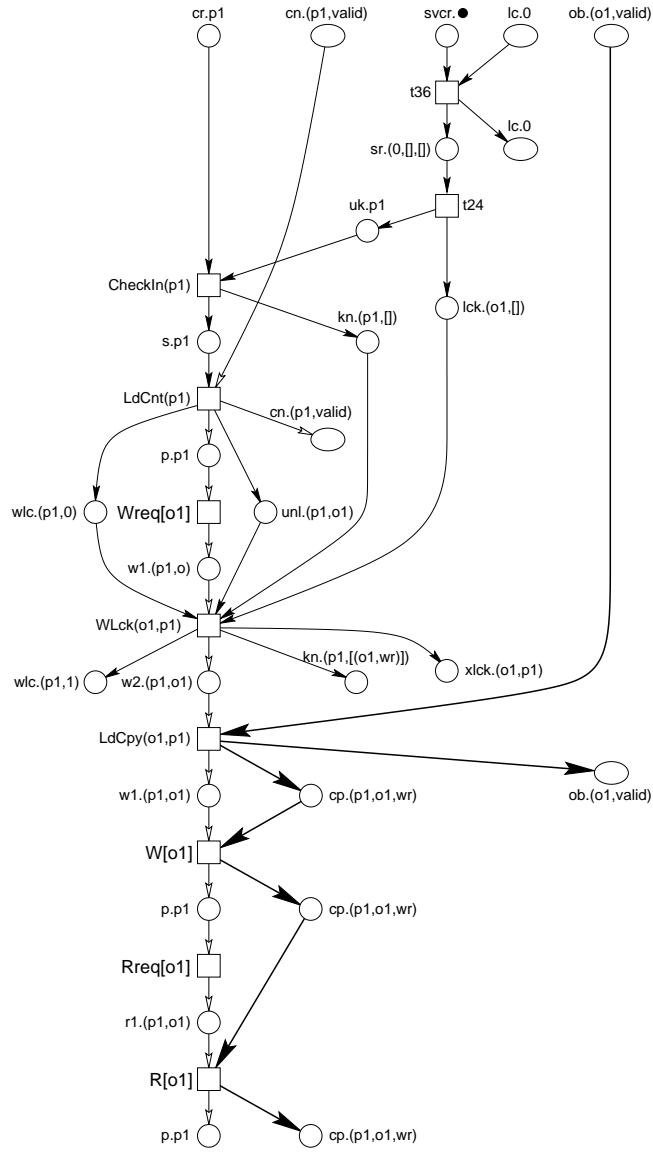 cr.p1
cn.(p1,valid)
svcr.●
lc.0
ob.(o1,valid)
t36
lc.0
sr.(0,[],[])
t24
uk.p1
CheckIn(p1)
lck.(o1,[])
kn.(p1,[])
s.p1
LdCnt(p1)
cn.(p1,valid)
p.p1
wlc.(p1,0)
Wreq[o1]
unl.(p1,o1)
w1.(p1,o)
WLck(o1,p1)
kn.(p1,[(o1,wr)])
xlck.(o1,p1)
wlc.(p1,1)
w2.(p1,o1)
LdCpy(o1,p1)
w1.(p1,o1)
cp.(p1,o1,wr)
ob.(o1,valid)
W[o1]
p.p1
cp.(p1,o1,wr)
Rreq[o1]
r1.(p1,o1)
R[o1]
p.p1
cp.(p1,o1,wr)